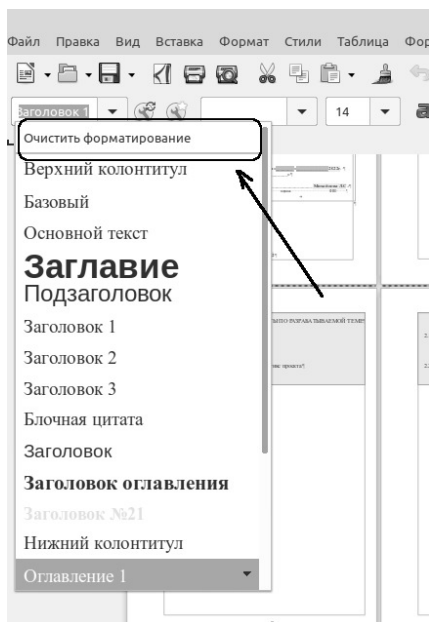 Файл Правка Вид Вставка Формат Стили Таблица Фор
Заголовок 1 14
Очистить форматирование
Верхний колонтитул
Базовый
Основной текст
Заглавие
Подзаголовок
Заголовок 1
Заголовок 2
Заголовок 3
Блочная цитата
Заголовок
Заголовок оглавления
Заголовок №21
Нижний колонтитул
Оглавление 1